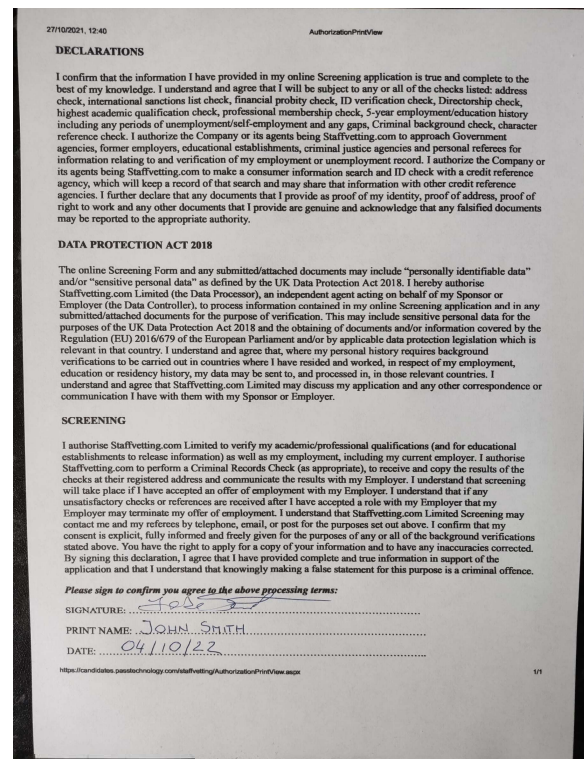 27/10/2021, 12:40 AuthorizationPrintView
DECLARATIONS
I confirm that the information I have provided in my online Screening application is true and complete to the
best of my knowledge. I understand and agree that I will be subject to any or all of the checks listed: address
check, international sanctions list check, financial probity check, ID verification check, Directorship check,
highest academic qualification check, professional membership check, 5-year employment/education history
including any periods of unemployment/self-employment and any gaps, Criminal background check, character
reference check. I authorize the Company or its agents being Staffvetting.com to approach Government
agencies, former employers, educational establishments, criminal justice agencies and personal referees for
information relating to and verification of my employment or unemployment record. I authorize the Company or
its agents being Staffvetting.com to make a consumer information search and ID check with a credit reference
agency, which will keep a record of that search and may share that information with other credit reference
agencies. I further declare that any documents that I provide as proof of my identity, proof of address, proof of
right to work and any other documents that I provide are genuine and acknowledge that any falsified documents
may be reported to the appropriate authority.
DATA PROTECTION ACT 2018
The online Screening Form and any submitted/attached documents may include “personally identifiable data”
and/or “sensitive personal data” as defined by the UK Data Protection Act 2018. I hereby authorise
Staffvetting.com Limited (the Data Processor), an independent agent acting on behalf of my Sponsor or
Employer (the Data Controller), to process information contained in my online Screening application and in any
submitted/attached documents for the purpose of verification. This may include sensitive personal data for the
purposes of the UK Data Protection Act 2018 and the obtaining of documents and/or information covered by the
Regulation (EU) 2016/679 of the European Parliament and/or by applicable data protection legislation which is
relevant in that country. I understand and agree that, where my personal history requires background
verifications to be carried out in countries where I have resided and worked, in respect of my employment,
education or residency history, my data may be sent to, and processed in, in those relevant countries. I
understand and agree that Staffvetting.com Limited may discuss my application and any other correspondence or
communication I have with them with my Sponsor or Employer.
SCREENING
I authorise Staffvetting.com Limited to verify my academic/professional qualifications (and for educational
establishments to release information) as well as my employment, including my current employer. I authorise
Staffvetting.com to perform a Criminal Records Check (as appropriate), to receive and copy the results of the
checks at their registered address and communicate the results with my Employer. I understand that screening
will take place if I have accepted an offer of employment with my Employer. I understand that if any
unsatisfactory checks or references are received after I have accepted a role with my Employer that my
Employer may terminate my offer of employment. I understand that Staffvetting.com Limited Screening may
contact me and my referees by telephone, email, or post for the purposes set out above. I confirm that my
consent is explicit, fully informed and freely given for the purposes of any or all of the background verifications
stated above. You have the right to apply for a copy of your information and to have any inaccuracies corrected.
By signing this declaration, I agree that I have provided complete and true information in support of the
application and that I understand that knowingly making a false statement for this purpose is a criminal offence.
Please sign to confirm you agree to the above processing terms:
SIGNATURE:
PRINT NAME: JOHN SMITH
DATE: 04/10/22
https://candidates.passtechnology.com/staffvetting/AuthorizationPrintView.aspx 1/1